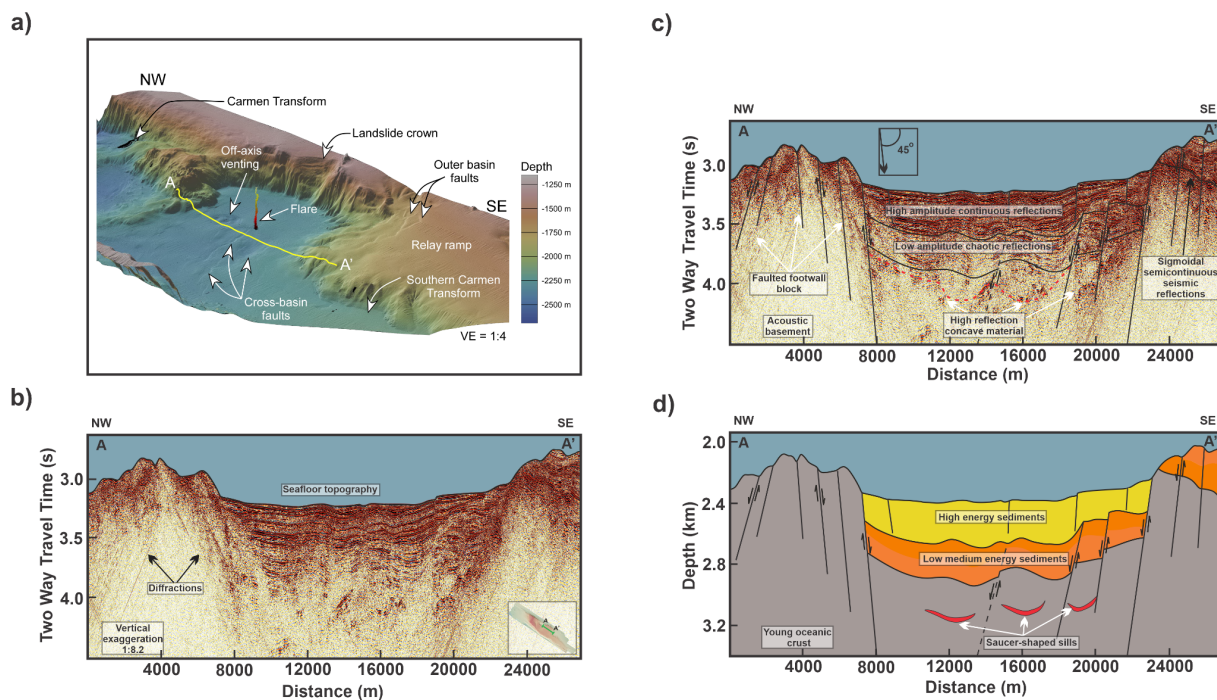 a)
NW
Carmen Transform
Landslide crown
Off-axis
venting
Outer basin
faults
Depth
-1250 m
-1500 m
-1750 m
-2000 m
-2250 m
-2500 m
A
Flare
SE
Relay ramp
A'
Southern Carmen
Transform
Cross-basin
faults
VE = 1:4
b)
NW
SE
A
A'
Two Way Travel Time (s)
3.0
3.5
4.0
Seafloor topography
Diffractions
Vertical
exaggeration
1:8.2
A
A'
4000
8000
12000
16000
20000
24000
Distance (m)
c)
NW
SE
A
A'
45°
Two Way Travel Time (s)
3.0
3.5
4.0
High amplitude continuous reflections
Low amplitude chaotic reflections
Faulted footwall
block
Sigmoidal
semicontinuous
seismic
reflections
Acoustic
basement
High reflection
concave material
4000
8000
12000
16000
20000
24000
Distance (m)
d)
NW
SE
A
A'
Depth (km)
2.0
2.4
2.8
3.2
High energy sediments
Low medium energy sediments
Young oceanic
crust
Saucer-shaped sills
4000
8000
12000
16000
20000
24000
Distance (m)